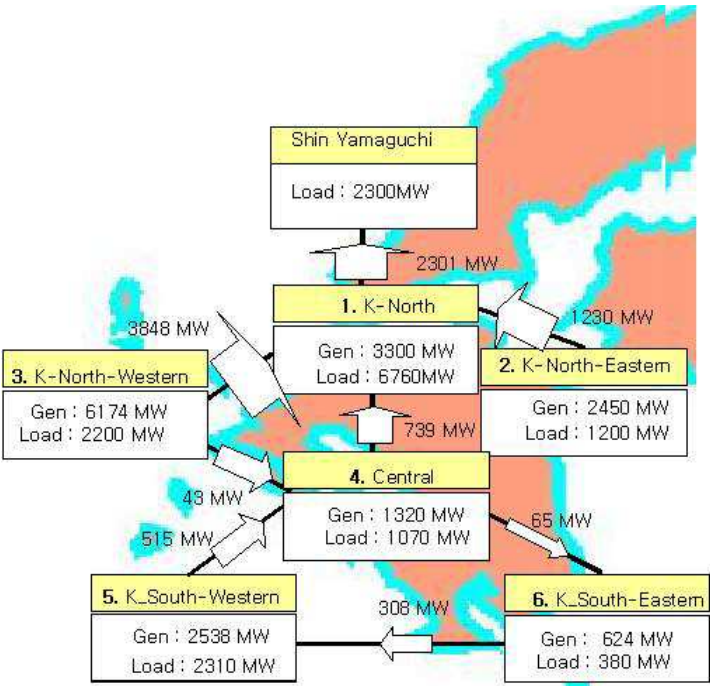 Shin Yamaguchi
Load : 2300MW
2301 MW
1. K-North
Gen : 3300 MW
Load : 6760MW
3848 MW
1230 MW
3. K-North-Western
Gen : 6174 MW
Load : 2200 MW
2. K-North-Eastern
Gen : 2450 MW
Load : 1200 MW
739 MW
4. Central
Gen : 1320 MW
Load : 1070 MW
43 MW
515 MW
65 MW
5. K_South-Western
Gen : 2538 MW
Load : 2310 MW
308 MW
6. K_South-Eastern
Gen : 624 MW
Load : 380 MW